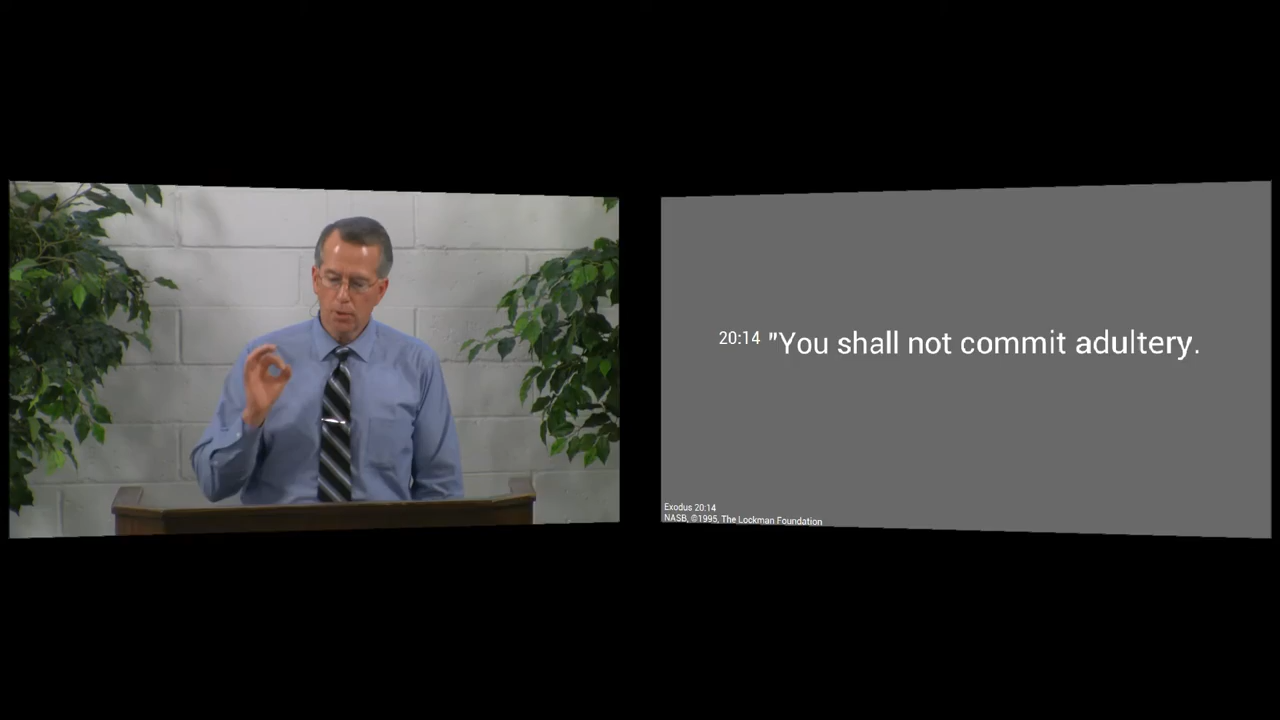 20:14 "You shall not commit adultery.
Exodus 20:14
NASB, ©1995, The Lockman Foundation